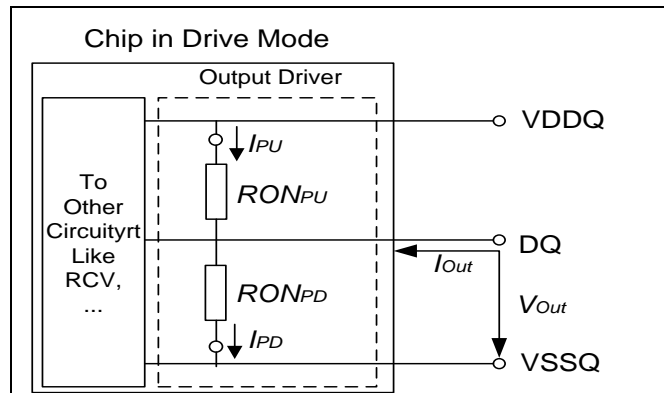 Chip in Drive Mode
Output Driver
To
Other
Circuityrt
Like
RCV,
...
IPU
RONPU
RONPD
IPD
VDDQ
DQ
IOut
VOut
VSSQ